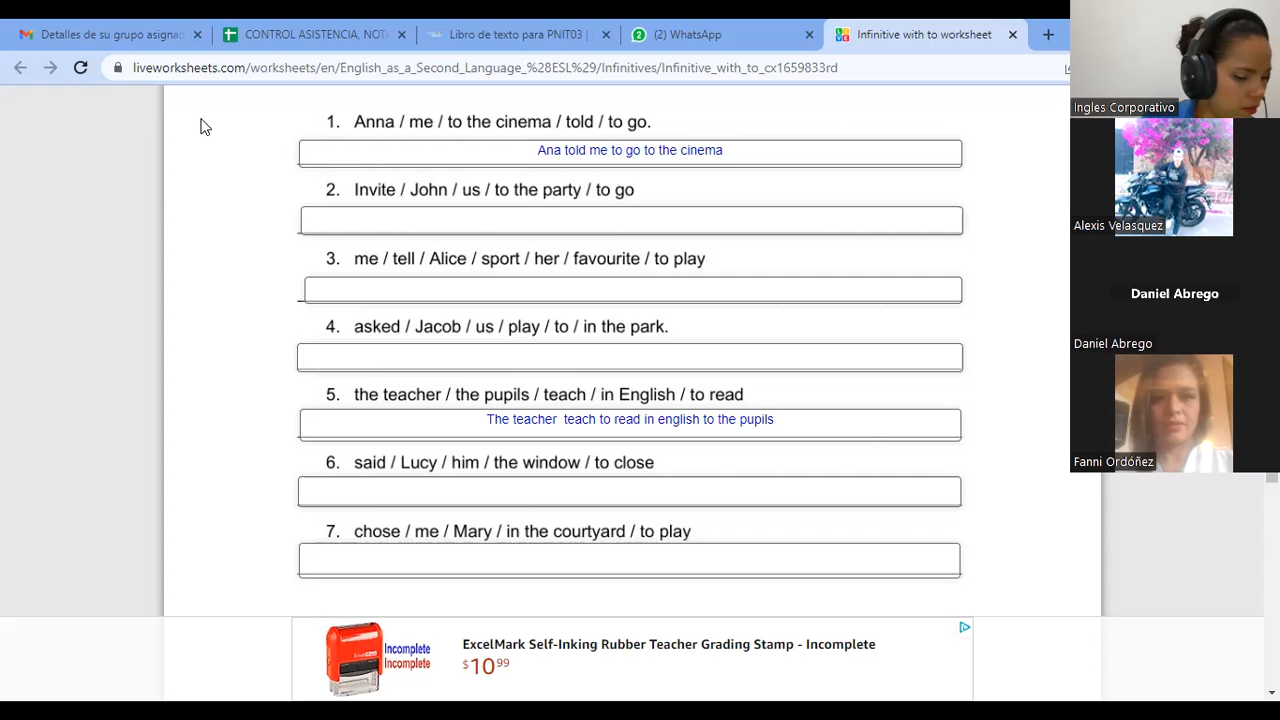 Detalles de su grupo asigna
CONTROL ASISTENCIA, NOT
Libro de texto para PNIT03 |
(2) WhatsApp
Infinitive with to worksheet
liveworksheets.com/worksheets/en/English_as_a_Second_Language_%28ESL%29/Infinitives/Infinitive_with_to_cx1659833rd
1. Anna / me / to the cinema / told / to go.
Ana told me to go to the cinema
2. Invite / John / us / to the party / to go
3. me / tell / Alice / sport / her / favourite / to play
4. asked / Jacob / us / play / to / in the park.
5. the teacher / the pupils / teach / in English / to read
The teacher teach to read in english to the pupils
6. said / Lucy / him / the window / to close
7. chose / me / Mary / in the courtyard / to play
Incomplete
Incomplete
ExcelMark Self-Inking Rubber Teacher Grading Stamp - Incomplete
$10.99
Ingles Corporativo
Alexis Velasquez
Daniel Abrego
Daniel Abrego
Fanni Ordóñez